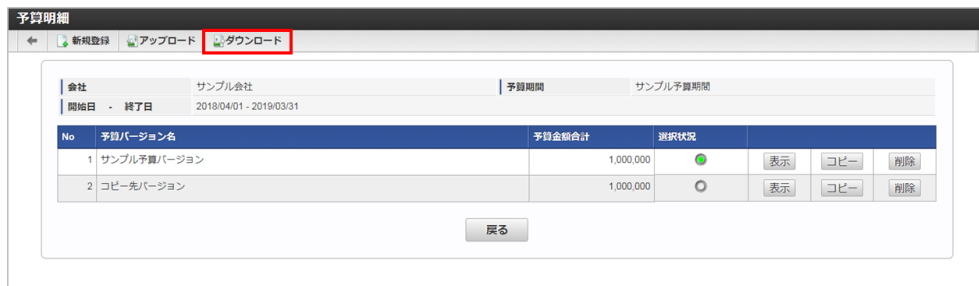 予算明細
新規登録 アップロード ダウンロード
会社 サンプル会社 予算期間 サンプル予算期間
開始日 - 終了日 2018/04/01 - 2019/03/31
No 予算バージョン名 予算金額合計 選択状況
1 サンプル予算バージョン 1,000,000 表示 コピー 削除
2 コピー先バージョン 1,000,000 表示 コピー 削除
戻る